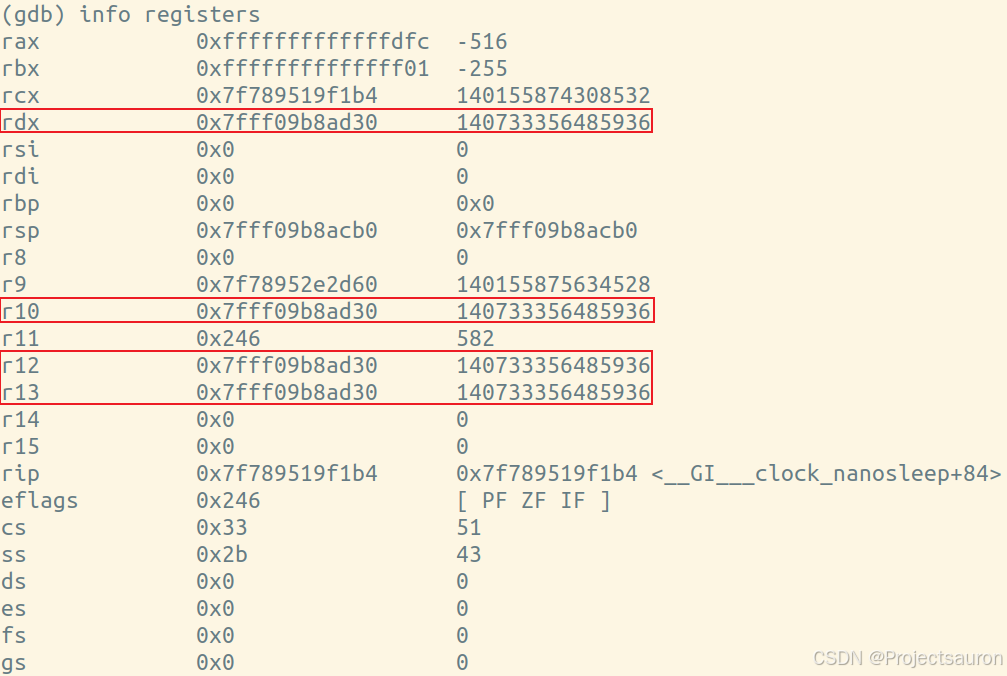 (gdb) info registers
rax 0xfffffffffffffdfc -516
rbx 0xffffffffffffff01 -255
rcx 0x7f789519f1b4 140155874308532
rdx 0x7fff09b8ad30 140733356485936
rsi 0x0 0
rdi 0x0 0
rbp 0x0 0x0
rsp 0x7fff09b8acb0 0x7fff09b8acb0
r8 0x0 0
r9 0x7f78952e2d60 140155875634528
r10 0x7fff09b8ad30 140733356485936
r11 0x246 582
r12 0x7fff09b8ad30 140733356485936
r13 0x7fff09b8ad30 140733356485936
r14 0x0 0
r15 0x0 0
rip 0x7f789519f1b4 0x7f789519f1b4 <__GI___clock_nanosleep+84>
eflags 0x246 [ PF ZF IF ]
cs 0x33 51
ss 0x2b 43
ds 0x0 0
es 0x0 0
fs 0x0 0
gs 0x0 0
CSDN @Projectsauron